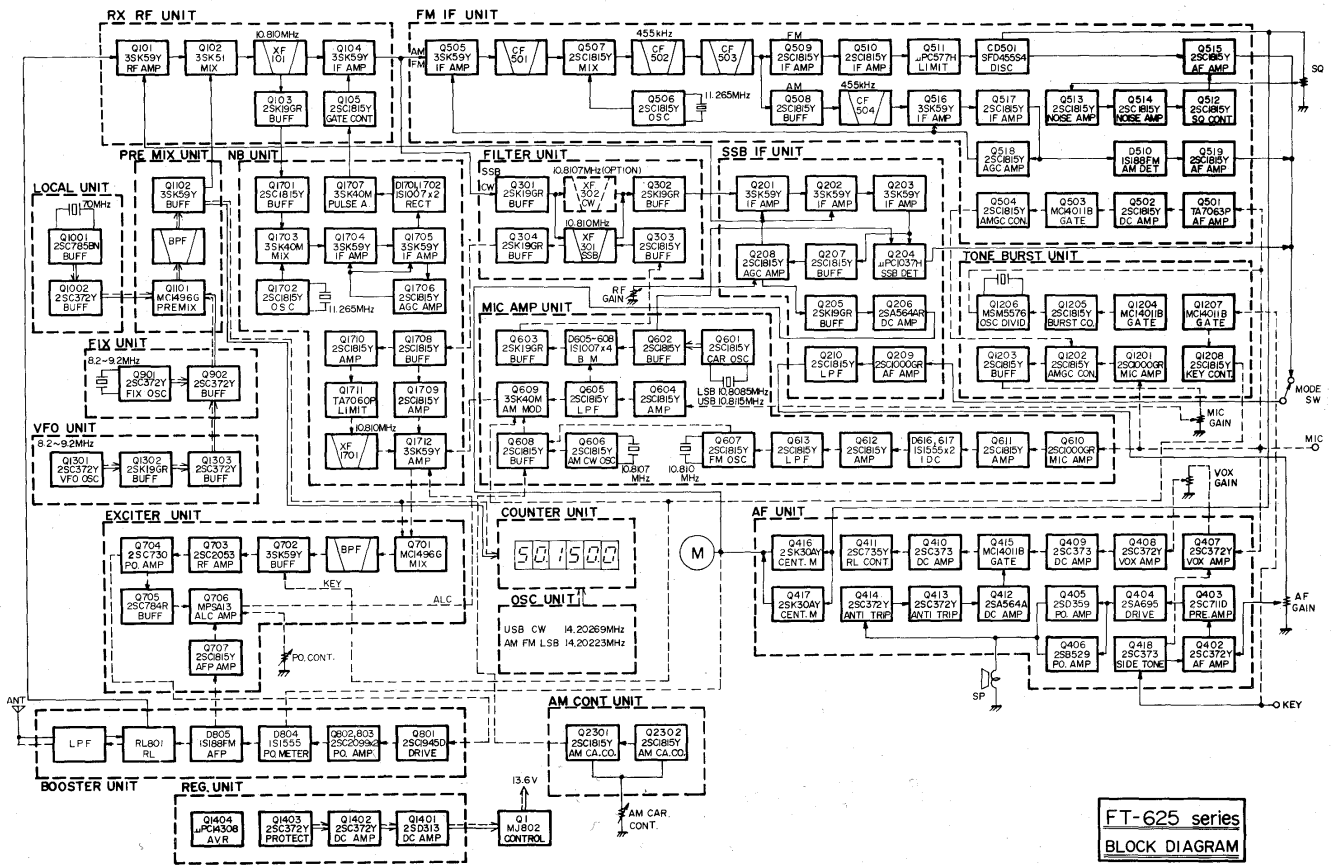 RX RF UNIT
Q101
3SK59Y
RF AMP
Q102
3SK51
MIX
10.810MHz
XF
101
Q104
3SK59Y
IF AMP
Q103
2SK19GR
BUFF
Q105
2SC1815Y
GATE CONT
FM IF UNIT
AM
FM
Q505
3SK59Y
IF AMP
CF
501
Q507
2SC1815Y
MIX
455kHz
CF
502
CF
503
FM
Q509
2SC1815Y
IF AMP
Q510
2SC1815Y
IF AMP
Q511
μPC577H
LIMIT
CD501
SFD455S4
DISC
Q515
2SC1815Y
AF AMP
SQ
Q506
2SC1815Y
OSC
11.265MHz
AM
Q508
2SC1815Y
BUFF
455kHz
CF
504
Q516
3SK59Y
IF AMP
Q517
2SC1815Y
IF AMP
Q513
2SC1815Y
NOISE AMP
Q514
2SC1815Y
NOISE AMP
Q512
2SC1815Y
SQ CONT
Q518
2SC1815Y
AGC AMP
D510
1S188FM
AM DET
Q519
2SC1815Y
AF AMP
Q504
2SC1815Y
AMGC CON.
Q503
MC14011B
GATE
Q502
2SC1815Y
DC AMP
Q501
TA7063P
AF AMP
PRE MIX UNIT
Q1102
3SK59Y
BUFF
BPF
Q1101
MC1496G
PREMIX
LOCAL UNIT
70MHz
Q1001
2SC785BN
BUFF
Q1002
2SC372Y
BUFF
NB UNIT
Q1701
2SC1815Y
BUFF
Q1707
3SK40M
PULSE A.
D1701,1702
1S1007x2
RECT
Q1703
3SK40M
MIX
Q1704
3SK59Y
IF AMP
Q1705
3SK59Y
IF AMP
Q1702
2SC1815Y
OSC
11.265MHz
Q1706
2SC1815Y
AGC AMP
Q1710
2SC1815Y
AMP
Q1708
2SC1815Y
BUFF
Q1711
TA7060P
LIMIT
Q1709
2SC1815Y
AMP
10.810MHz
XF
1701
Q1712
3SK59Y
AMP
FILTER UNIT
SSB
CW
Q301
2SK19GR
BUFF
10.8107MHz(OPTION)
XF
302
CW
Q302
2SK19GR
BUFF
Q304
2SK19GR
BUFF
10.810MHz
XF
301
SSB
Q303
2SC1815Y
BUFF
RF
GAIN
SSB IF UNIT
Q201
3SK59Y
IF AMP
Q202
3SK59Y
IF AMP
Q203
3SK59Y
IF AMP
Q208
2SC1815Y
AGC AMP
Q207
2SC1815Y
BUFF
Q204
μPC1037H
SSB DET
Q205
2SK19GR
BUFF
Q206
2SA564AR
DC AMP
Q210
2SC1815Y
LPF
Q209
2SC1000GR
AF AMP
TONE BURST UNIT
Q1206
MSM5576
OSC DIVID
Q1205
2SC1815Y
BURST CO.
Q1204
MC14011B
GATE
Q1207
MC14011B
GATE
Q1203
2SC1815Y
BUFF
Q1202
2SC1815Y
AMGC CON.
Q1201
2SC1000GR
MIC AMP
Q1208
2SC1815Y
KEY CONT.
MODE
SW
MIC
GAIN
MIC
MIC AMP UNIT
Q603
2SK19GR
BUFF
D605~608
1S1007x4
B M
Q602
2SC1815Y
BUFF
Q601
2SC1815Y
CAR OSC
LSB 10.8085MHz
USB 10.8115MHz
Q609
3SK40M
AM MOD
Q605
2SC1815Y
LPF
Q604
2SC1815Y
AMP
Q608
2SC1815Y
BUFF
Q606
2SC1815Y
AM CW OSC
10.8107
MHz
10.810
MHz
Q607
2SC1815Y
FM OSC
Q613
2SC1815Y
LPF
Q612
2SC1815Y
AMP
D616,617
1S1555x2
IDC
Q611
2SC1815Y
AMP
Q610
2SC1000GR
MIC AMP
FIX UNIT
8.2~9.2MHz
Q901
2SC372Y
FIX OSC
Q902
2SC372Y
BUFF
VFO UNIT
8.2~9.2MHz
Q1301
2SC372Y
VFO OSC
Q1302
2SK19GR
BUFF
Q1303
2SC372Y
BUFF
EXCITER UNIT
Q704
2SC730
PO. AMP
Q703
2SC2053
RF AMP
Q702
3SK59Y
BUFF
BPF
Q701
MC1496G
MIX
KEY
Q705
2SC784R
BUFF
Q706
MPSA13
ALC AMP
ALC
Q707
2SC1815Y
AFP AMP
PO. CONT.
COUNTER UNIT
50.150.0
OSC UNIT
USB CW 14.20269MHz
AM FM LSB 14.20223MHz
M
VOX
GAIN
AF UNIT
Q416
2SK30AY
CENT. M
Q411
2SC735Y
RL CONT
Q410
2SC373
DC AMP
Q415
MC14011B
GATE
Q409
2SC373
DC AMP
Q408
2SC372Y
VOX AMP
Q407
2SC372Y
VOX AMP
Q417
2SK30AY
CENT. M
Q414
2SC372Y
ANTI TRIP
Q413
2SC372Y
ANTI TRIP
Q412
2SA564A
DC AMP
Q405
2SD359
PO. AMP
Q404
2SA695
DRIVE
Q403
2SC711D
PRE. AMP
Q406
2SB529
PO. AMP
Q418
2SC373
SIDE TONE
Q402
2SC372Y
AF AMP
AF
GAIN
SP
KEY
ANT
LPF
RL801
RL
D805
1S188FM
AFP
D804
1S1555
PO.METER
Q802,803
2SC2099x2
PO. AMP
Q801
2SC1945D
DRIVE
BOOSTER UNIT
AM CONT UNIT
Q2301
2SC1815Y
AM CA.CO.
Q2302
2SC1815Y
AM CA.CO.
AM CAR.
CONT.
REG. UNIT
Q1404
μPC14308
AVR
Q1403
2SC372Y
PROTECT
Q1402
2SC372Y
DC AMP
Q1401
2SD313
DC AMP
13.6V
Q1
MJ802
CONTROL
FT-625 series
BLOCK DIAGRAM